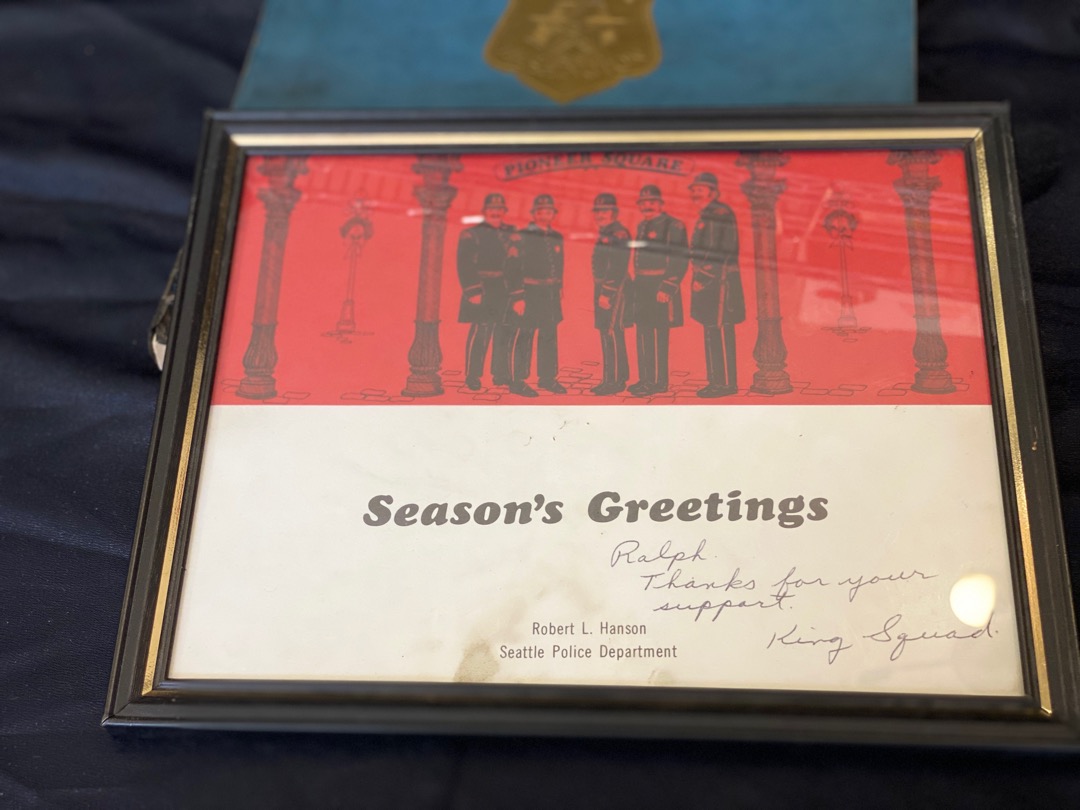 PIONEER SQUARE
Season's Greetings
Ralph.
Thanks for your
support.
King Squad.
Robert L. Hanson
Seattle Police Department